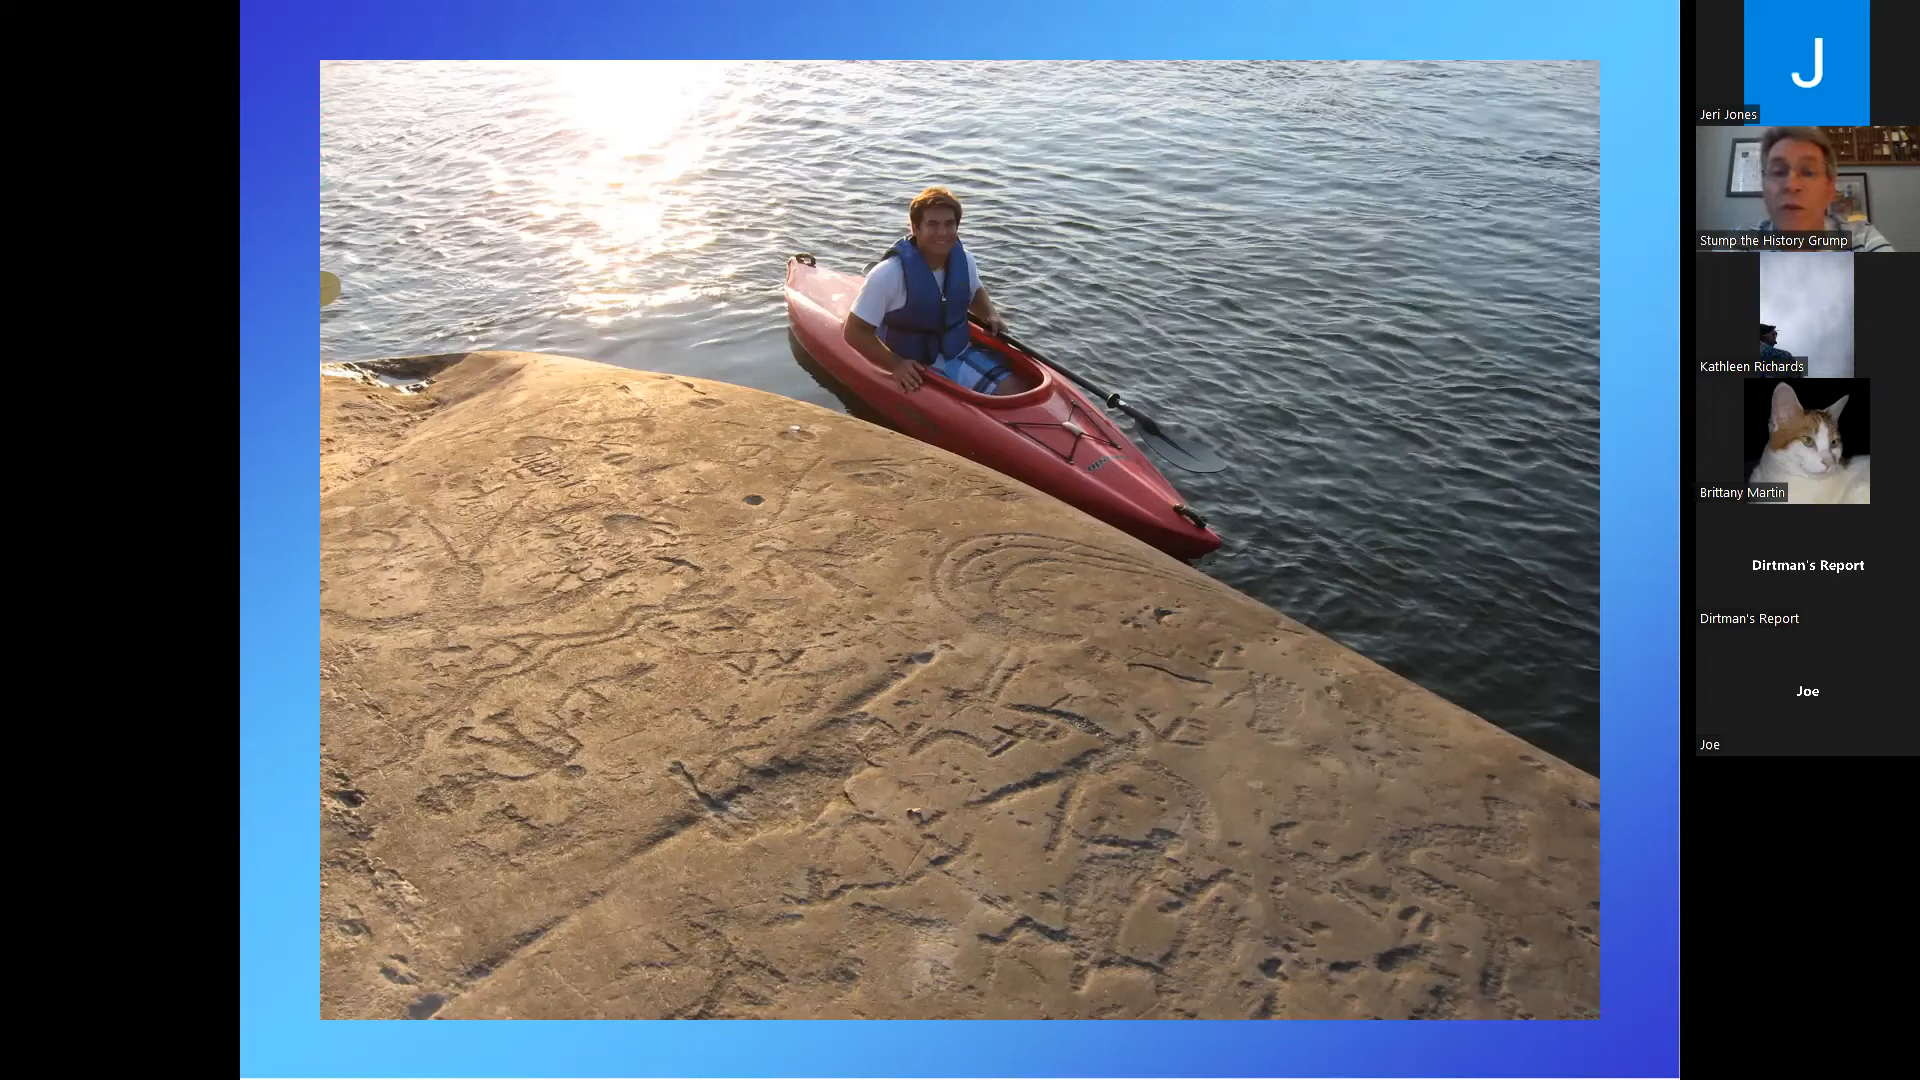 J
Jeri Jones
Stump the History Grump
Kathleen Richards
Brittany Martin
Dirtman's Report
Dirtman's Report
Joe
Joe